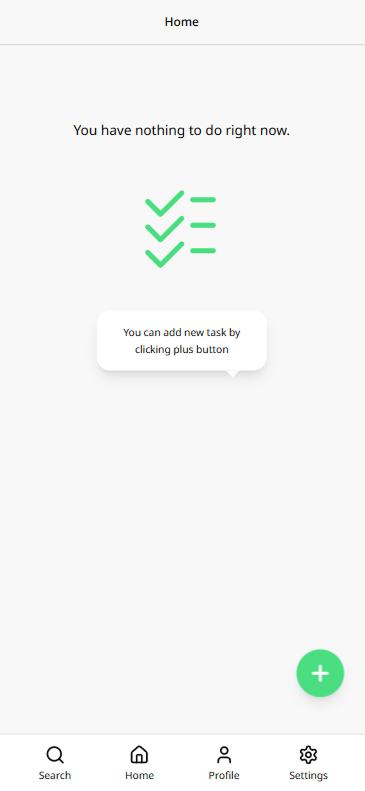 Home
You have nothing to do right now.
You can add new task by
clicking plus button
Search
Home
Profile
Settings